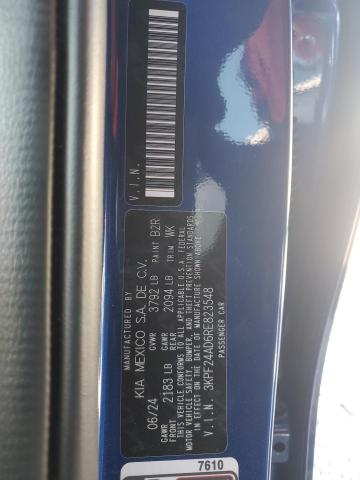 MANUFACTURED BY
KIA MEXICO S.A. DE C.V.
06/24 GVWR 3792 LB PAINT B2R
GAWR FRONT 2183 LB GAWR REAR 2094 LB TRIM WK
THIS VEHICLE CONFORMS TO ALL APPLICABLE U.S.A. FEDERAL
MOTOR VEHICLE SAFETY, BUMPER, AND THEFT PREVENTION STANDARDS
IN EFFECT ON THE DATE OF MANUFACTURE SHOWN ABOVE.
V.I.N. 3KPF24AD6RE823548
PASSENGER CAR
V.I.N.
7610